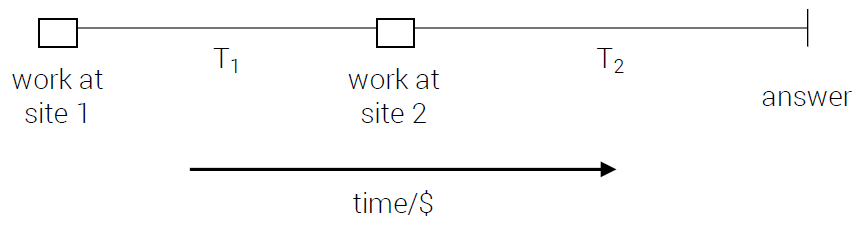 T₁
T₂
work at
site 1
work at
site 2
answer
time/$